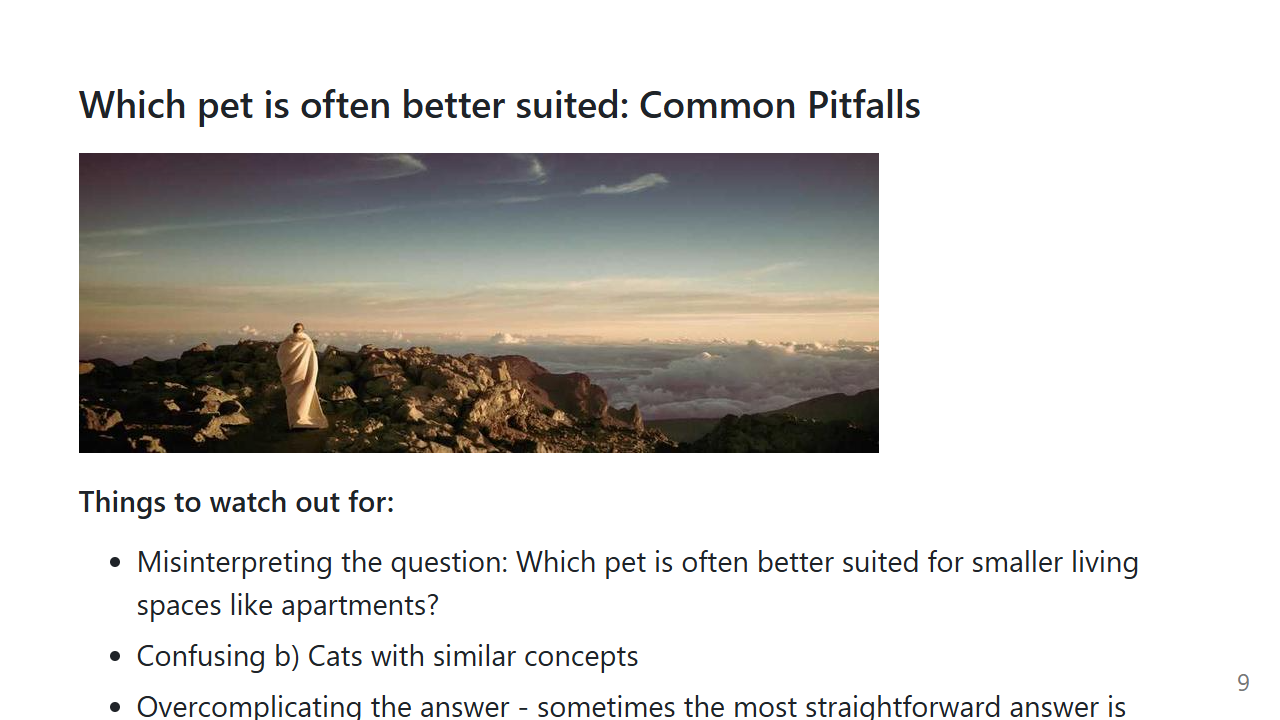 Which pet is often better suited: Common Pitfalls
Things to watch out for:
Misinterpreting the question: Which pet is often better suited for smaller living
spaces like apartments?
Confusing b) Cats with similar concepts
Overcomplicating the answer - sometimes the most straightforward answer is
9